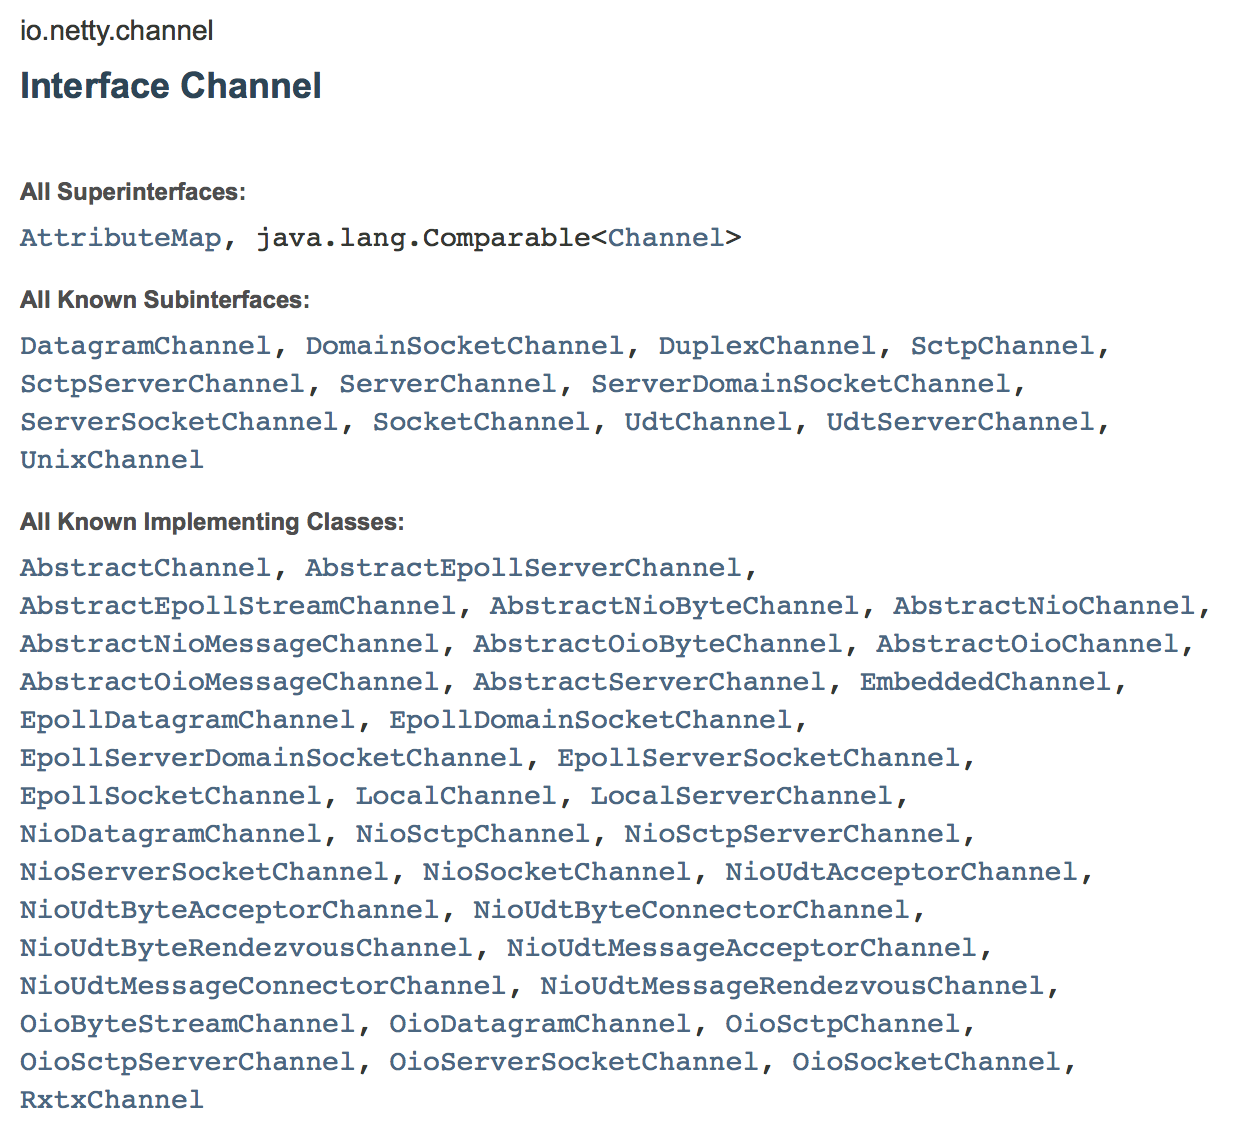 io.netty.channel
Interface Channel
All Superinterfaces:
AttributeMap, java.lang.Comparable<Channel>
All Known Subinterfaces:
DatagramChannel, DomainSocketChannel, DuplexChannel, SctpChannel,
SctpServerChannel, ServerChannel, ServerDomainSocketChannel,
ServerSocketChannel, SocketChannel, UdtChannel, UdtServerChannel,
UnixChannel
All Known Implementing Classes:
AbstractChannel, AbstractEpollServerChannel,
AbstractEpollStreamChannel, AbstractNioByteChannel, AbstractNioChannel,
AbstractNioMessageChannel, AbstractOioByteChannel, AbstractOioChannel,
AbstractOioMessageChannel, AbstractServerChannel, EmbeddedChannel,
EpollDatagramChannel, EpollDomainSocketChannel,
EpollServerDomainSocketChannel, EpollServerSocketChannel,
EpollSocketChannel, LocalChannel, LocalServerChannel,
NioDatagramChannel, NioSctpChannel, NioSctpServerChannel,
NioServerSocketChannel, NioSocketChannel, NioUdtAcceptorChannel,
NioUdtByteAcceptorChannel, NioUdtByteConnectorChannel,
NioUdtByteRendezvousChannel, NioUdtMessageAcceptorChannel,
NioUdtMessageConnectorChannel, NioUdtMessageRendezvousChannel,
OioByteStreamChannel, OioDatagramChannel, OioSctpChannel,
OioSctpServerChannel, OioServerSocketChannel, OioSocketChannel,
RxtxChannel